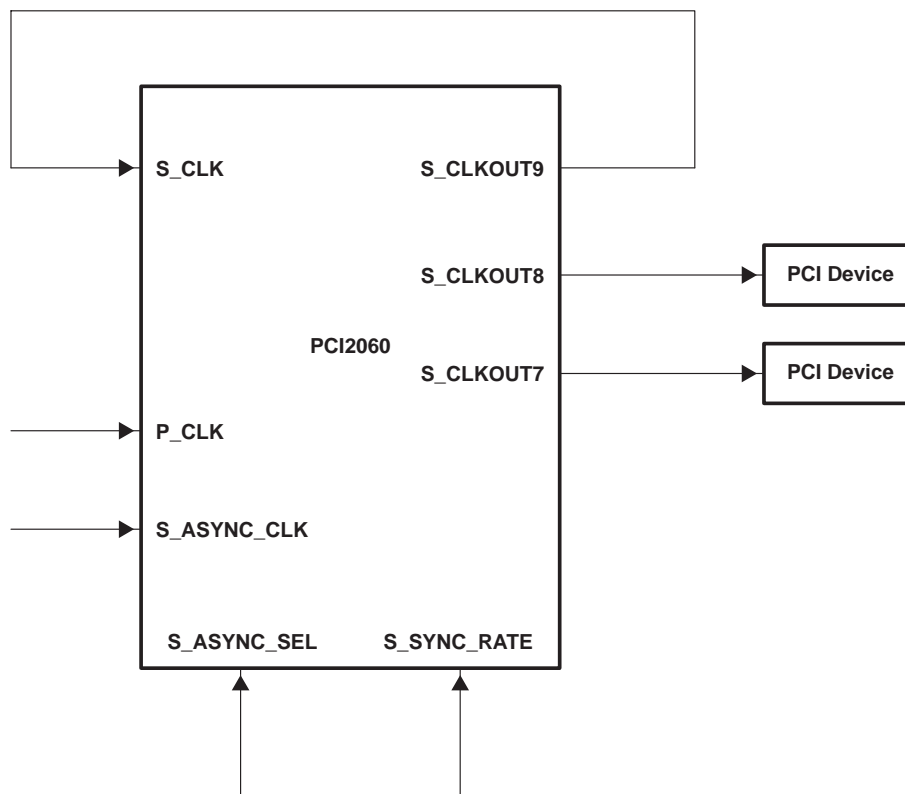 S_CLK
S_CLKOUT9
S_CLKOUT8
PCI Device
PCI2060
S_CLKOUT7
PCI Device
P_CLK
S_ASYNC_CLK
S_ASYNC_SEL
S_SYNC_RATE